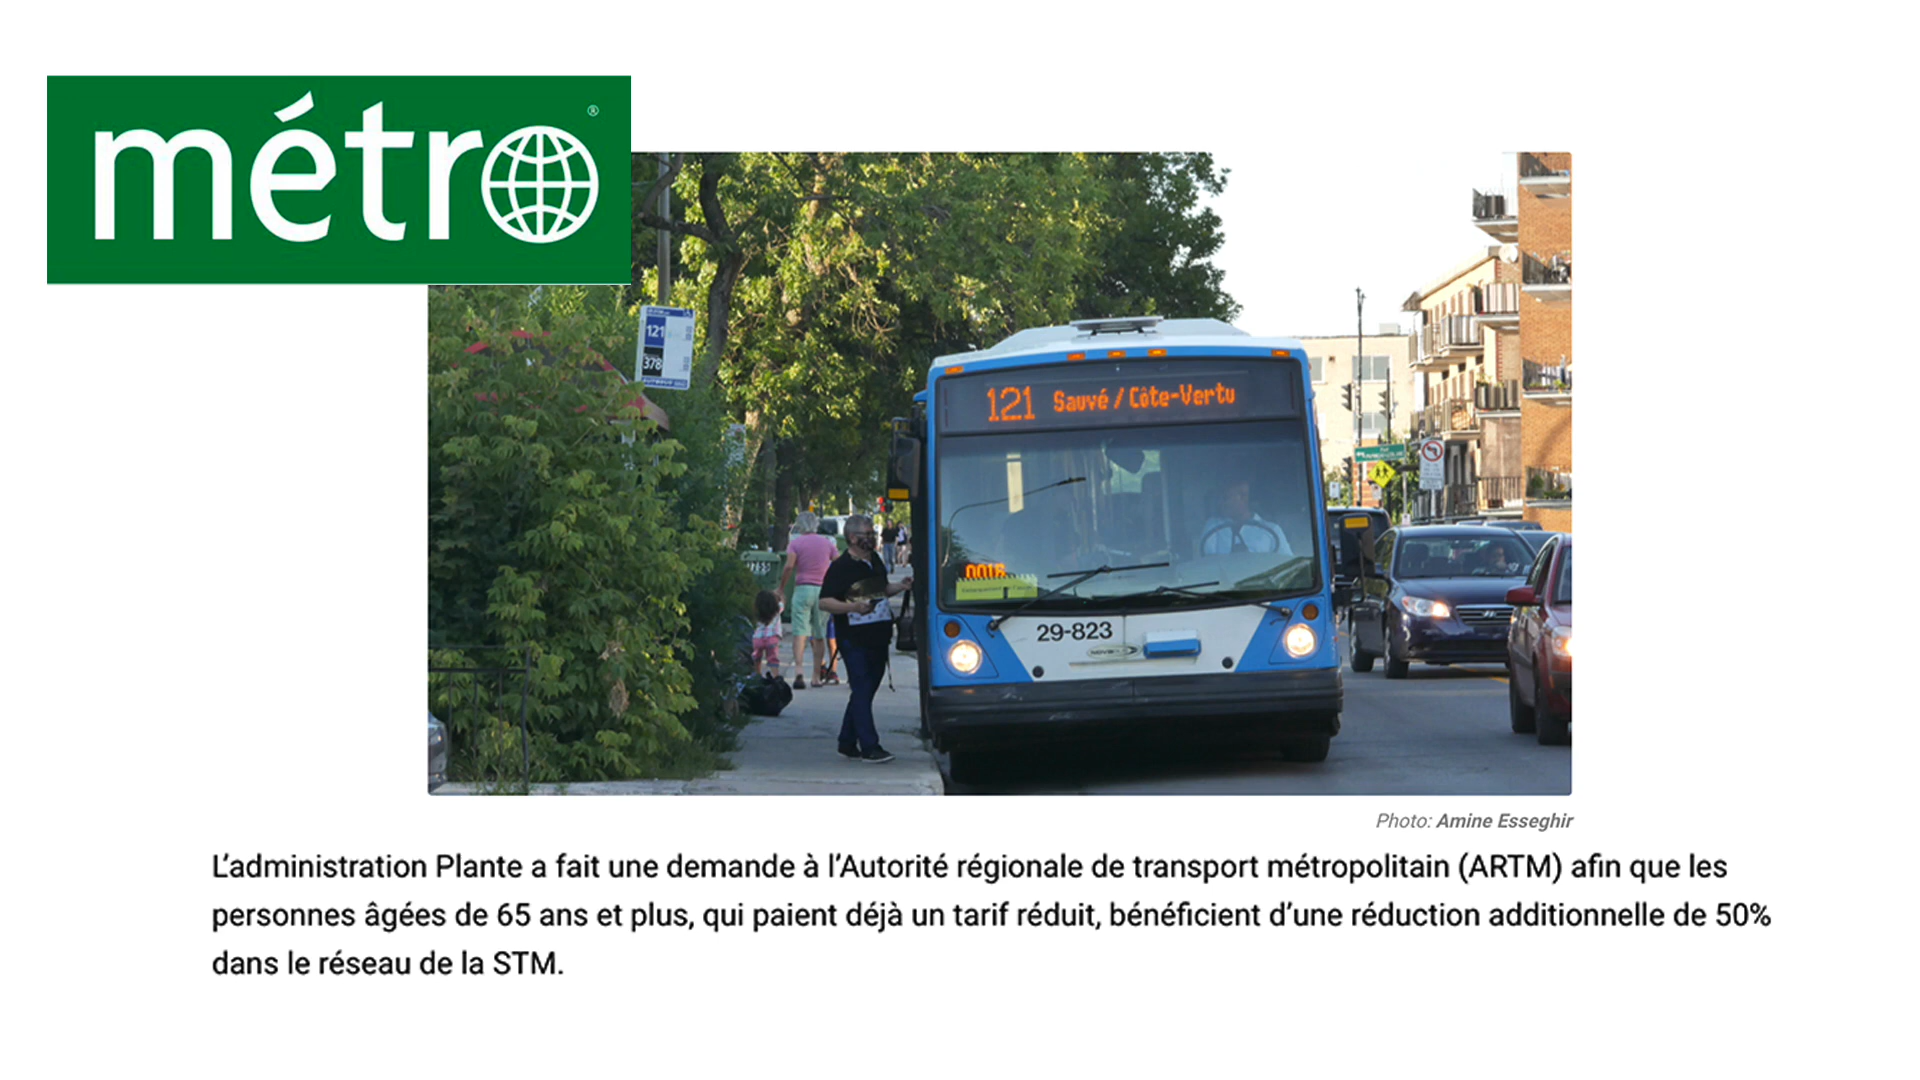 métro
®
121
378
121 Sauvé / Côte-Vertu
29-823
Photo: Amine Esseghir
L’administration Plante a fait une demande à l’Autorité régionale de transport métropolitain (ARTM) afin que les
personnes âgées de 65 ans et plus, qui paient déjà un tarif réduit, bénéficient d’une réduction additionnelle de 50%
dans le réseau de la STM.